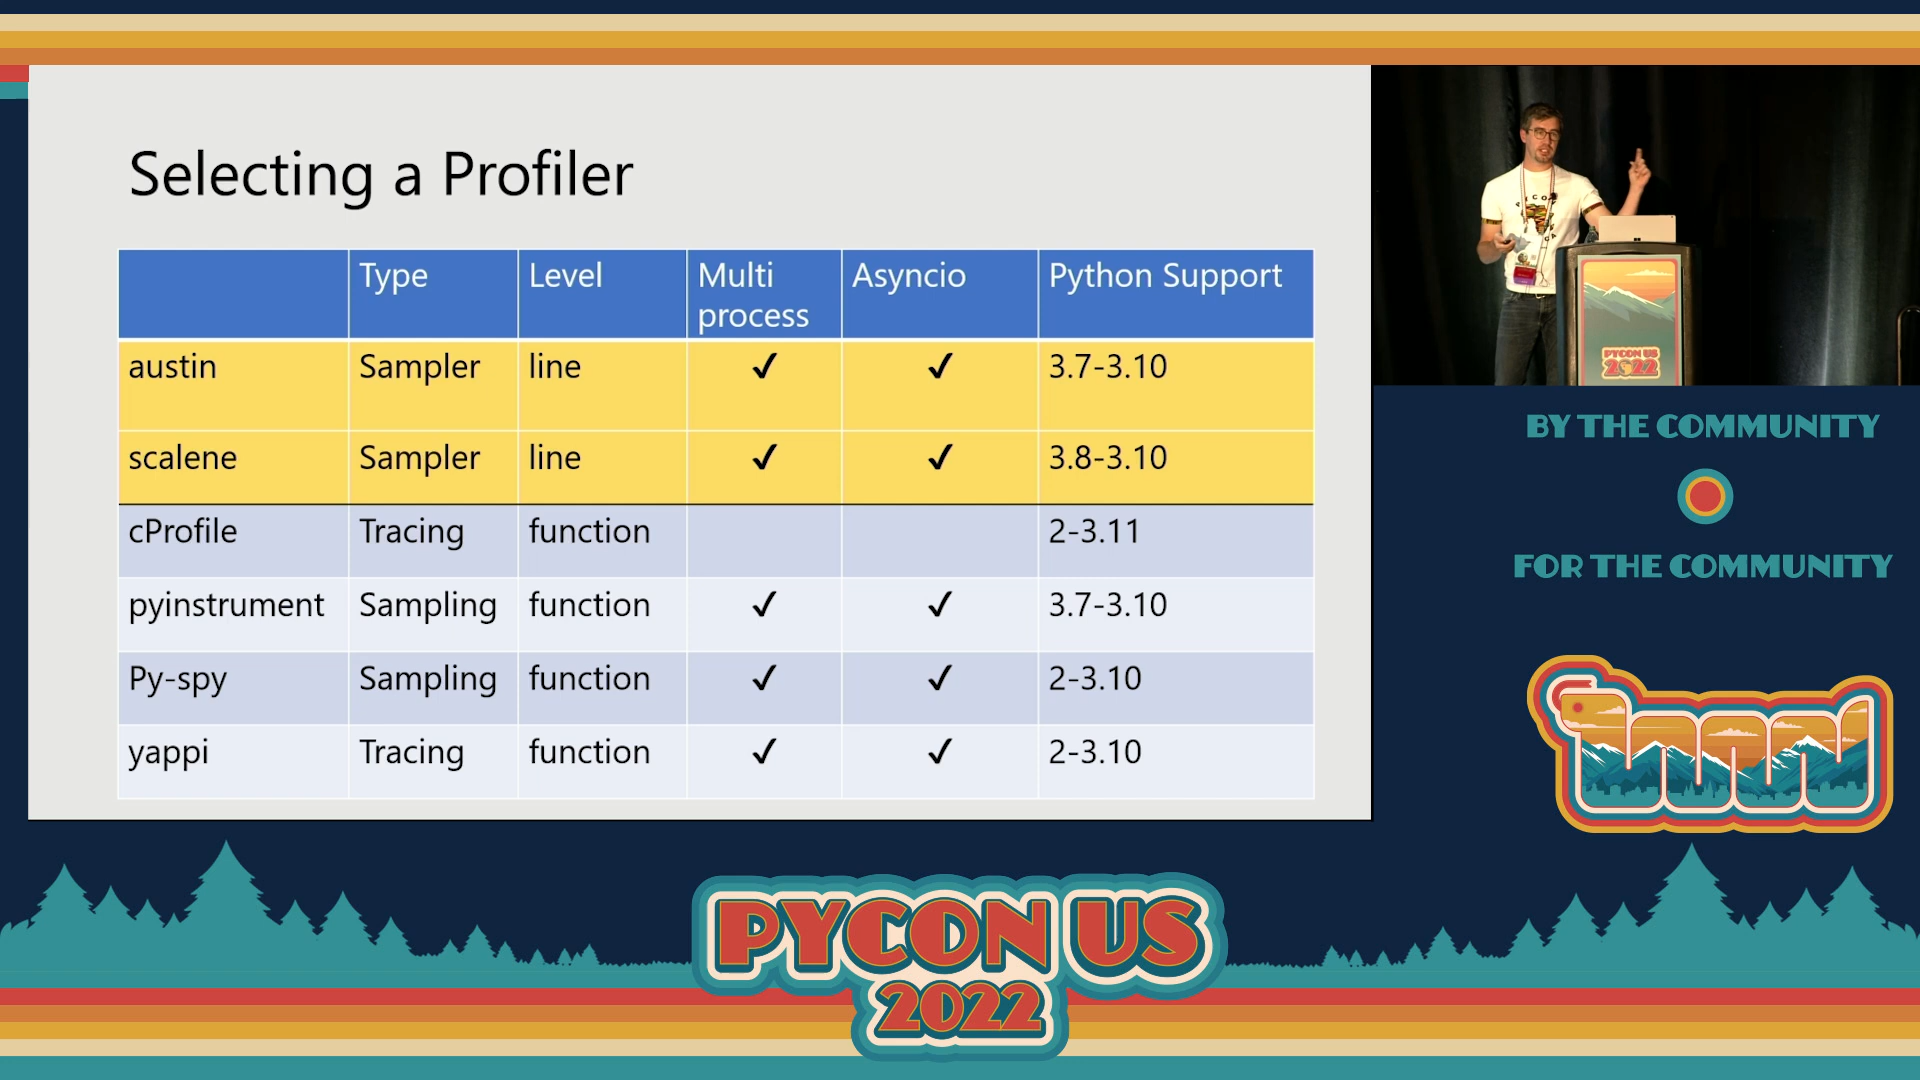 Selecting a Profiler
Type Level Multi process Asyncio Python Support
austin Sampler line ✓ ✓ 3.7-3.10
scalene Sampler line ✓ ✓ 3.8-3.10
cProfile Tracing function 2-3.11
pyinstrument Sampling function ✓ ✓ 3.7-3.10
Py-spy Sampling function ✓ ✓ 2-3.10
yappi Tracing function ✓ ✓ 2-3.10
PYCON US
2022
BY THE COMMUNITY
FOR THE COMMUNITY
PYCON US
2022